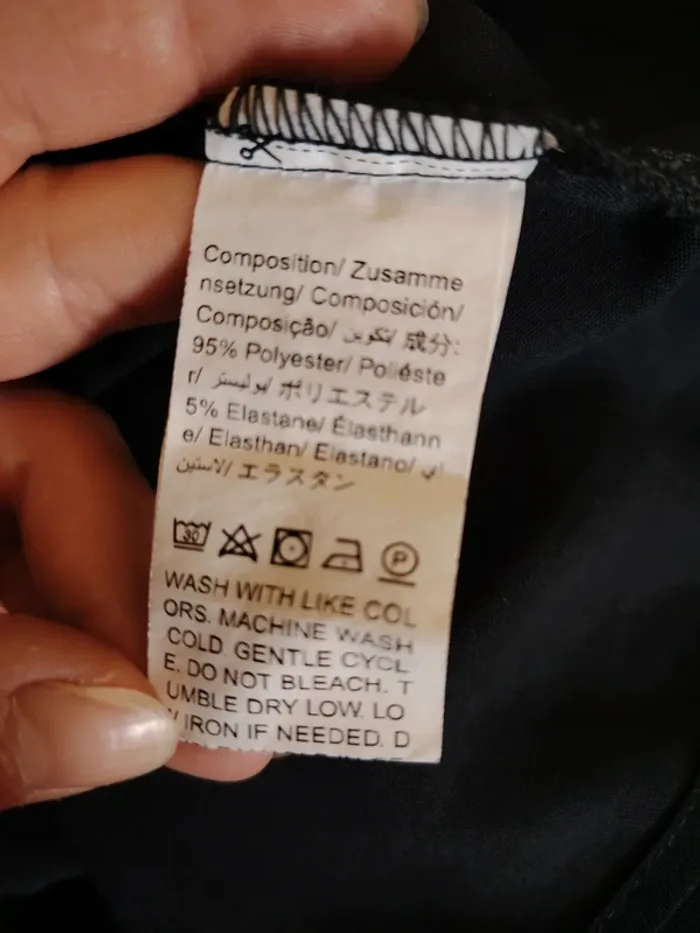 Composition/ Zusamme
nsetzung/ Composición/
Composição/ تكوين/ 成分:
95% Polyester/ Poliéste
r/ بوليستر/ ポリエステル
5% Elastane/ Élasthann
e/ Elasthan/ Elastano/
エラスタン
30
P
WASH WITH LIKE COL
ORS. MACHINE WASH
COLD. GENTLE CYCL
E. DO NOT BLEACH. T
UMBLE DRY LOW. LO
W IRON IF NEEDED. D